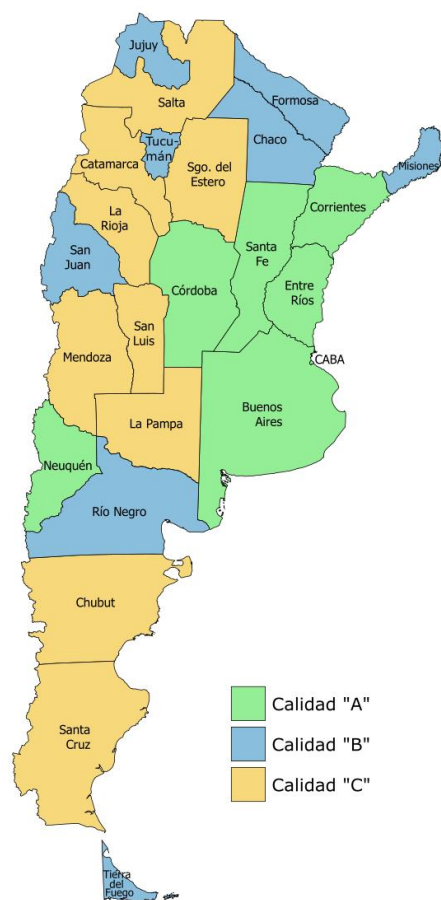 Jujuy
Salta
Formosa
Chaco
Tucu-
mán
Misiones
Catamarca
Sgo. del
Estero
Corrientes
La
Rioja
Santa
Fe
San
Juan
Córdoba
Entre
Ríos
San
Luis
Mendoza
CABA
Buenos
Aires
La Pampa
Neuquén
Río Negro
Chubut
Santa
Cruz
Calidad "A"
Calidad "B"
Calidad "C"
Tierra
del
Fuego